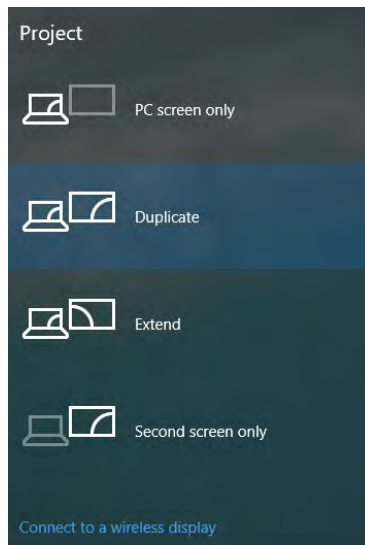 Project
PC screen only
Duplicate
Extend
Second screen only
Connect to a wireless display